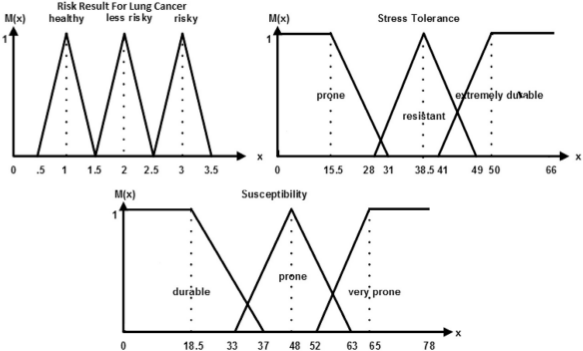 Risk Result For Lung Cancer
M(x) healthy less risky risky
1
x
0 .5 1 1.5 2 2.5 3 3.5
Stress Tolerance
M(x)
1
prone resistant extremely durable
x
0 15.5 28 31 38.5 41 49 50 66
Susceptibility
M(x)
1
durable prone very prone
x
0 18.5 33 37 48 52 63 65 78